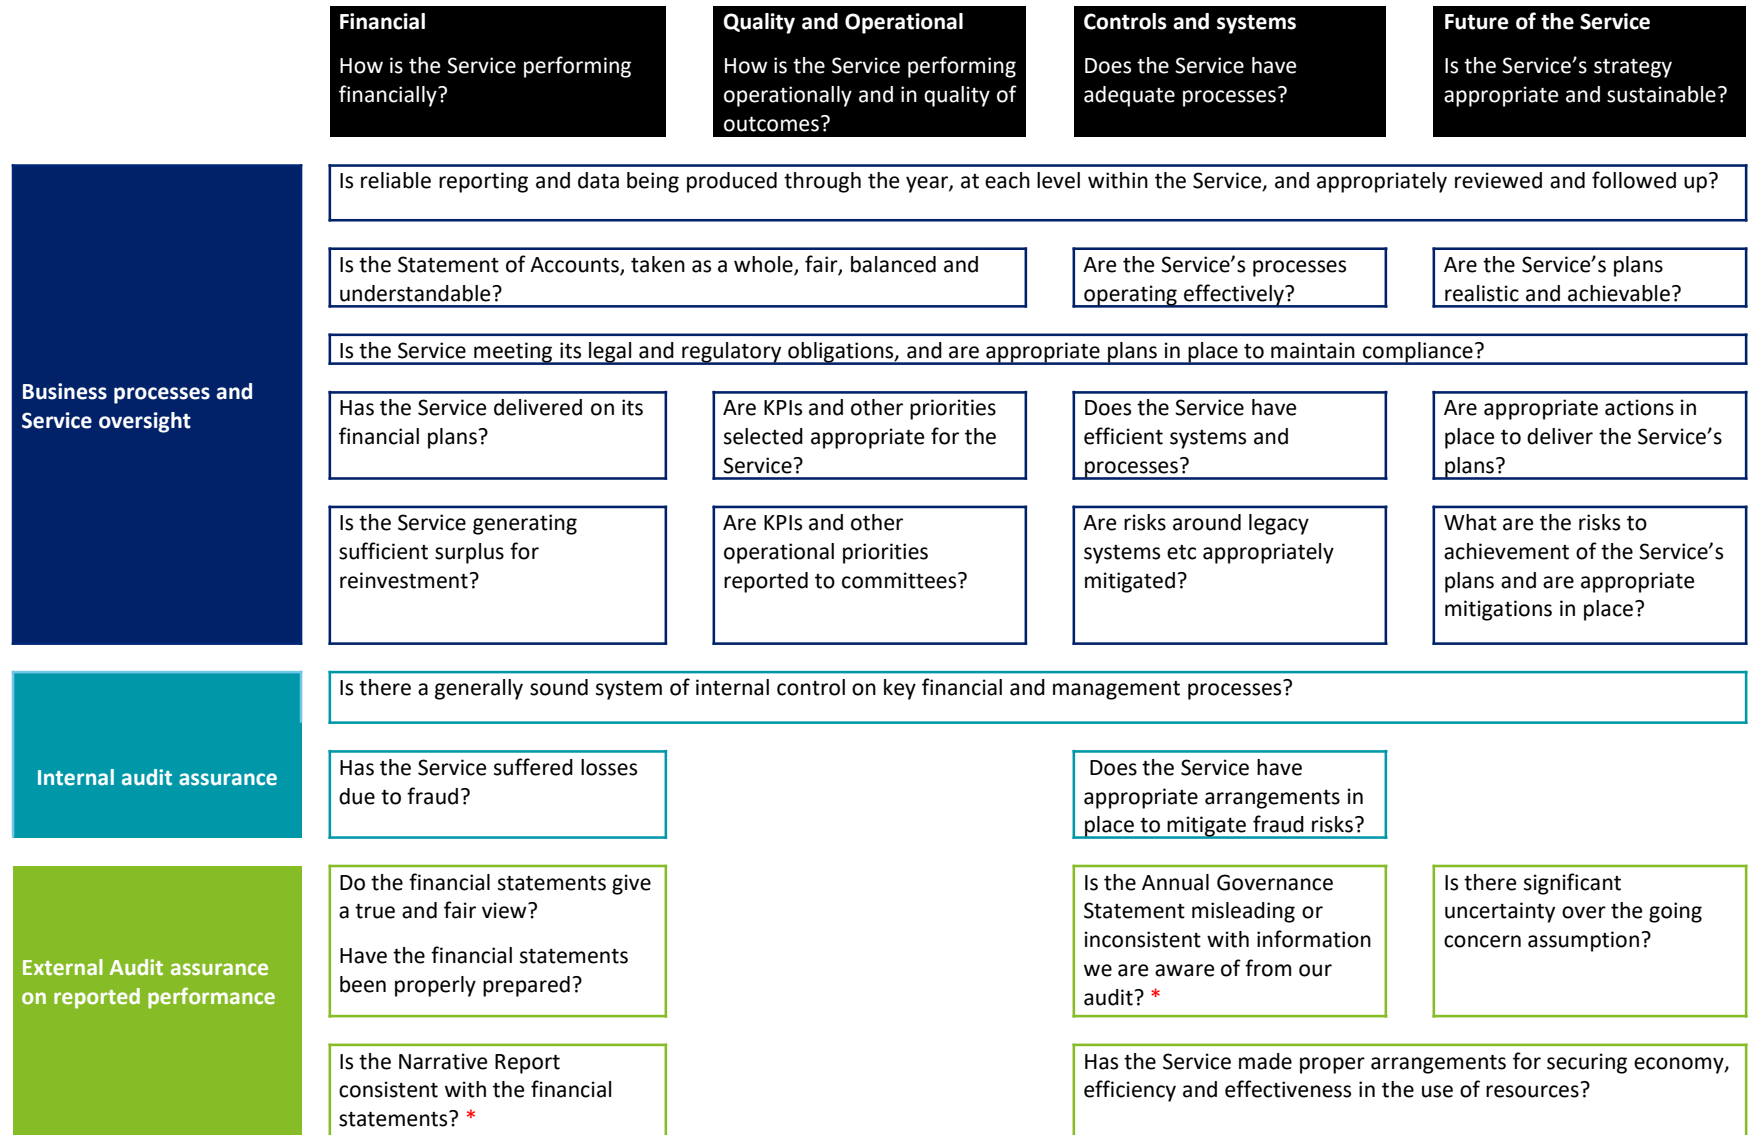 Financial
How is the Service performing
financially?
Quality and Operational
How is the Service performing
operationally and in quality of
outcomes?
Controls and systems
Does the Service have
adequate processes?
Future of the Service
Is the Service’s strategy
appropriate and sustainable?
Business processes and
Service oversight
Is reliable reporting and data being produced through the year, at each level within the Service, and appropriately reviewed and followed up?
Is the Statement of Accounts, taken as a whole, fair, balanced and
understandable?
Are the Service’s processes
operating effectively?
Are the Service’s plans
realistic and achievable?
Is the Service meeting its legal and regulatory obligations, and are appropriate plans in place to maintain compliance?
Has the Service delivered on its
financial plans?
Are KPIs and other priorities
selected appropriate for the
Service?
Does the Service have
efficient systems and
processes?
Are appropriate actions in
place to deliver the Service’s
plans?
Is the Service generating
sufficient surplus for
reinvestment?
Are KPIs and other
operational priorities
reported to committees?
Are risks around legacy
systems etc appropriately
mitigated?
What are the risks to
achievement of the Service’s
plans and are appropriate
mitigations in place?
Internal audit assurance
Is there a generally sound system of internal control on key financial and management processes?
Has the Service suffered losses
due to fraud?
Does the Service have
appropriate arrangements in
place to mitigate fraud risks?
External Audit assurance
on reported performance
Do the financial statements give
a true and fair view?
Have the financial statements
been properly prepared?
Is the Annual Governance
Statement misleading or
inconsistent with information
we are aware of from our
audit? *
Is there significant
uncertainty over the going
concern assumption?
Is the Narrative Report
consistent with the financial
statements? *
Has the Service made proper arrangements for securing economy,
efficiency and effectiveness in the use of resources?